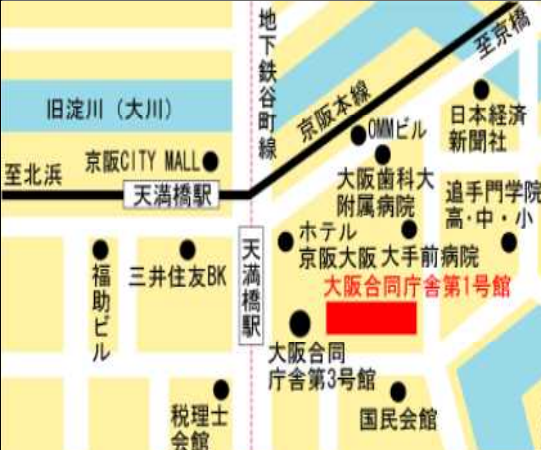 地下鉄谷町線
至京橋
京阪本線
旧淀川（大川）
日本経済
新聞社
OMMビル
京阪CITY MALL
至北浜
天満橋駅
大阪歯科大
附属病院
追手門学院
高・中・小
ホテル
京阪大阪
大手前病院
天満橋駅
福助ビル
三井住友BK
大阪合同庁舎第1号館
大阪合同
庁舎第3号館
税理士
会館
国民会館